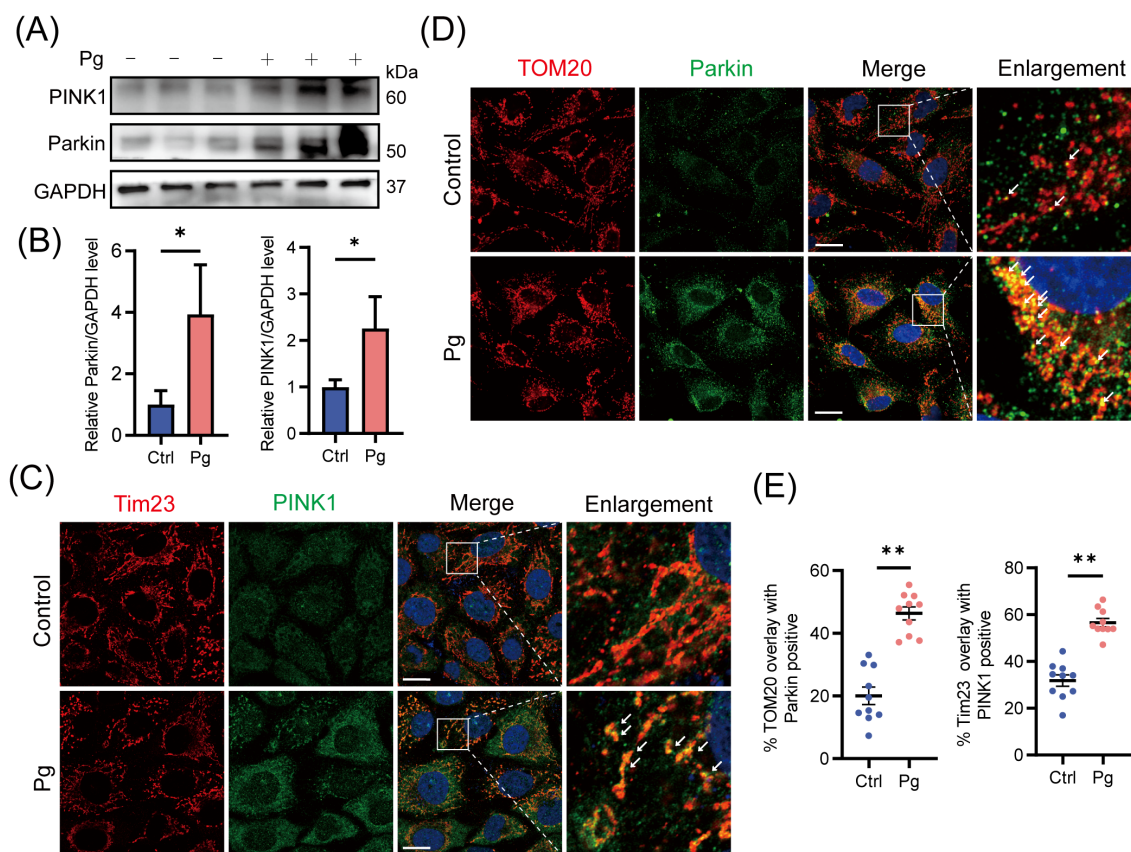 (A)
Pg − − − + + +
kDa
PINK1 60
Parkin 50
GAPDH 37
(B)
Relative Parkin/GAPDH level
6
4
2
0
*
Ctrl Pg
Relative PINK1/GAPDH level
4
3
2
1
0
*
Ctrl Pg
(C)
Tim23 PINK1 Merge Enlargement
Control
Pg
(D)
TOM20 Parkin Merge Enlargement
Control
Pg
(E)
% TOM20 overlay with
Parkin positive
60
40
20
0
**
Ctrl Pg
% Tim23 overlay with
PINK1 positive
80
60
40
20
0
**
Ctrl Pg